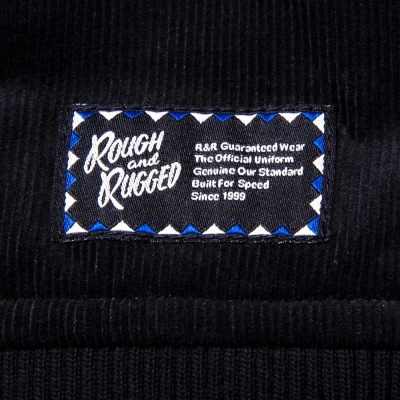 ROUGH
and
RUGGED
R&R Guaranteed Wear
The Official Uniform
Genuine Our Standard
Built For Speed
Since 1999